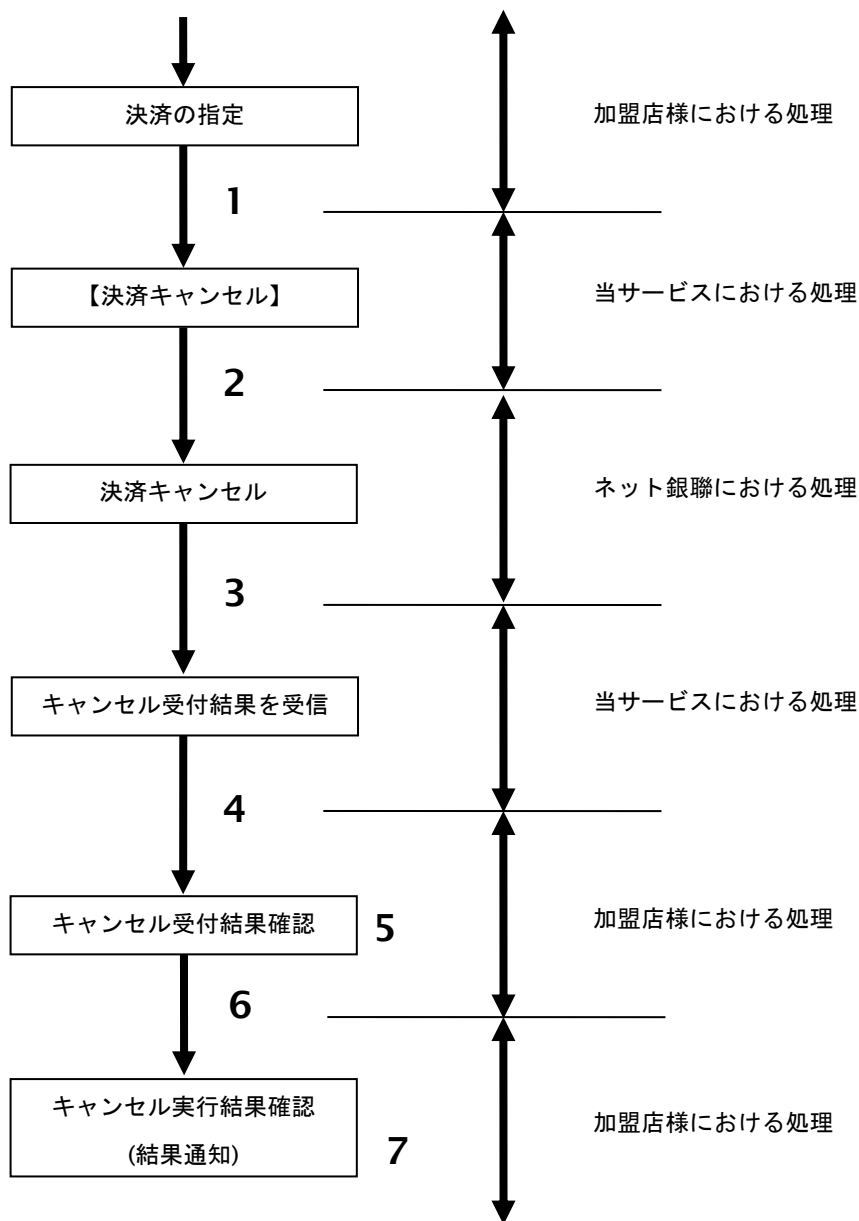 決済の指定
加盟店様における処理
1
【決済キャンセル】
当サービスにおける処理
2
決済キャンセル
ネット銀聯における処理
3
キャンセル受付結果を受信
当サービスにおける処理
4
キャンセル受付結果確認
5
加盟店様における処理
6
キャンセル実行結果確認
(結果通知)
7
加盟店様における処理